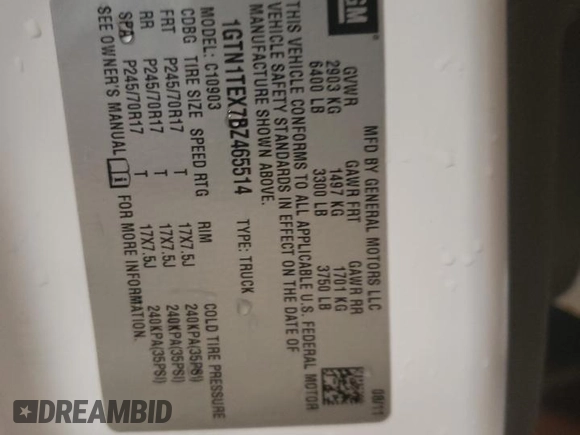 GM
MFD BY GENERAL MOTORS LLC
08/11
GVWR GAWR FRT GAWR RR
2903 KG 1497 KG 1701 KG
6400 LB 3300 LB 3750 LB
THIS VEHICLE CONFORMS TO ALL APPLICABLE U.S. FEDERAL MOTOR
VEHICLE SAFETY STANDARDS IN EFFECT ON THE DATE OF
MANUFACTURE SHOWN ABOVE.
1GTN1TEX7BZ465514 TYPE: TRUCK
MODEL: C10903
CDBG TIRE SIZE SPEED RTG RIM COLD TIRE PRESSURE
FRT P245/70R17 T 17X7.5J 240KPA(35PSI)
RR P245/70R17 T 17X7.5J 240KPA(35PSI)
SPA P245/70R17 T 17X7.5J 240KPA(35PSI)
SEE OWNER'S MANUAL FOR MORE INFORMATION.
DREAMBID